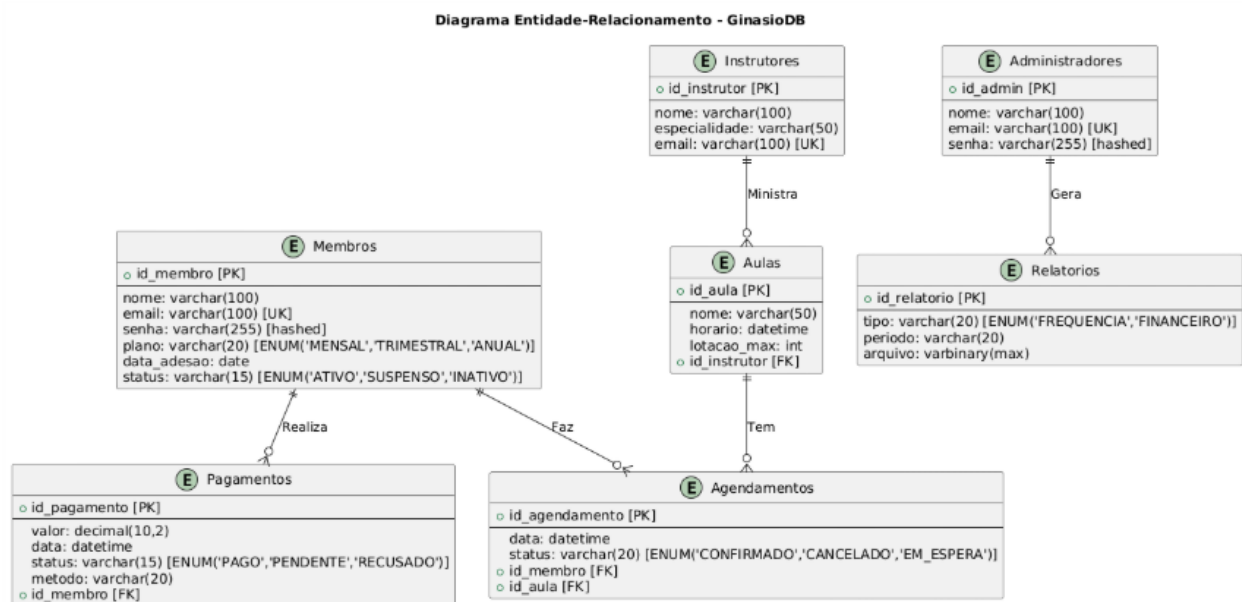 Diagrama Entidade-Relacionamento - GinasioDB
E Instrutores
id_instrutor [PK]
nome: varchar(100)
especialidade: varchar(50)
email: varchar(100) [UK]
E Administradores
id_admin [PK]
nome: varchar(100)
email: varchar(100) [UK]
senha: varchar(255) [hashed]
Ministra
Gera
E Membros
id_membro [PK]
nome: varchar(100)
email: varchar(100) [UK]
senha: varchar(255) [hashed]
plano: varchar(20) [ENUM('MENSAL','TRIMESTRAL','ANUAL')]
data_adesao: date
status: varchar(15) [ENUM('ATIVO','SUSPENSO','INATIVO')]
E Aulas
id_aula [PK]
nome: varchar(50)
horario: datetime
lotacao_max: int
id_instrutor [FK]
E Relatorios
id_relatorio [PK]
tipo: varchar(20) [ENUM('FREQUENCIA','FINANCEIRO')]
periodo: varchar(20)
arquivo: varbinary(max)
Realiza
Faz
Tem
E Pagamentos
id_pagamento [PK]
valor: decimal(10,2)
data: datetime
status: varchar(15) [ENUM('PAGO','PENDENTE','RECUSADO')]
metodo: varchar(20)
id_membro [FK]
E Agendamentos
id_agendamento [PK]
data: datetime
status: varchar(20) [ENUM('CONFIRMADO','CANCELADO','EM_ESPERA')]
id_membro [FK]
id_aula [FK]